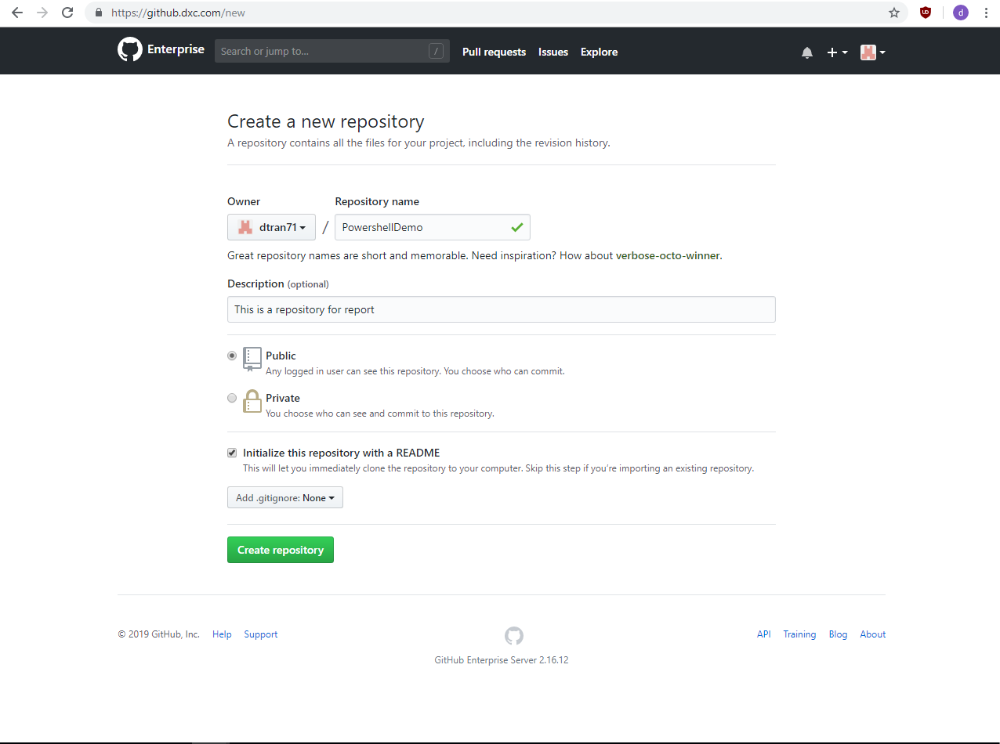 https://github.dxc.com/new
d
Enterprise Search or jump to... / Pull requests Issues Explore
Create a new repository
A repository contains all the files for your project, including the revision history.
Owner Repository name
dtran71 / PowershellDemo
Great repository names are short and memorable. Need inspiration? How about verbose-octo-winner.
Description (optional)
This is a repository for report
Public
Any logged in user can see this repository. You choose who can commit.
Private
You choose who can see and commit to this repository.
Initialize this repository with a README
This will let you immediately clone the repository to your computer. Skip this step if you're importing an existing repository.
Add .gitignore: None
Create repository
© 2019 GitHub, Inc. Help Support API Training Blog About
GitHub Enterprise Server 2.16.12